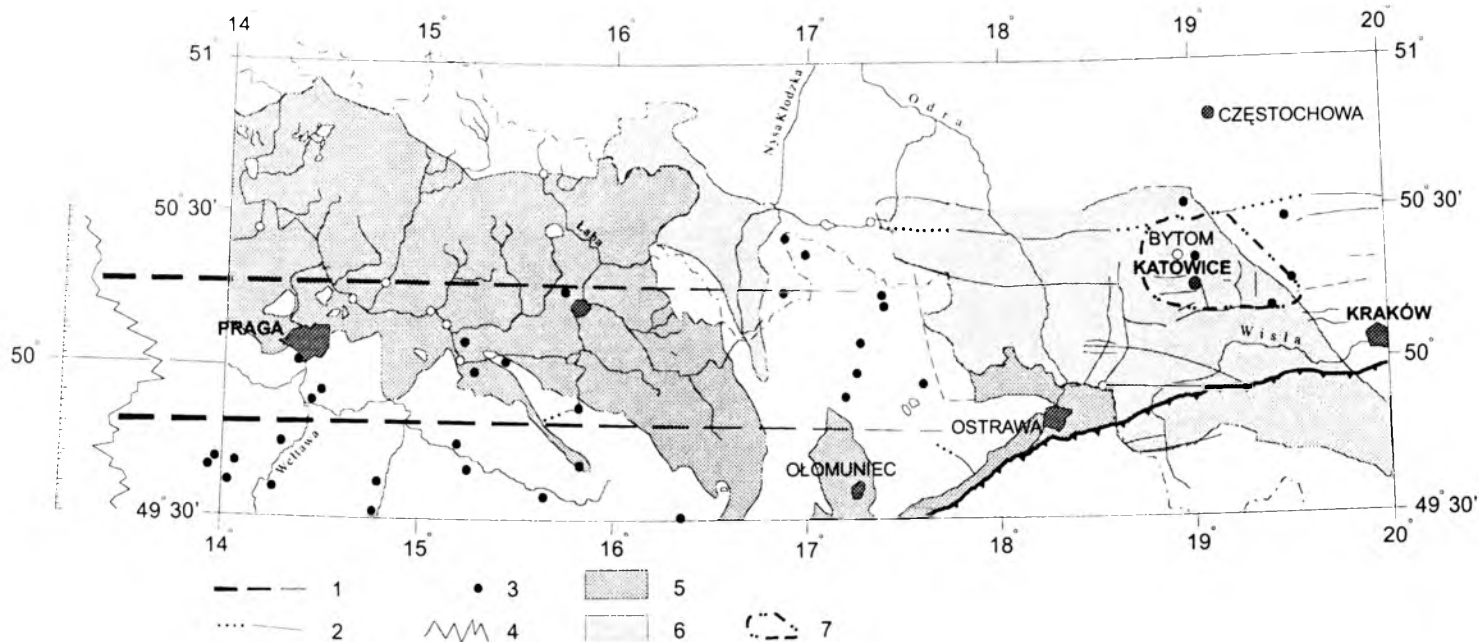 14 15° 16° 17° 18° 19° 20°
51° 51°
Nysa Kłodzka
Odra
CZĘSTOCHOWA
50° 30' 50° 30'
Łaba
BYTOM
KATOWICE
PRAGA
KRAKÓW
Wisła
50° 50°
OSTRAWA
Wełtawa
OŁOMUNIEC
49° 30' 49° 30'
14 15 16 17 18 19 20°
1 3 5
2 4 6 7